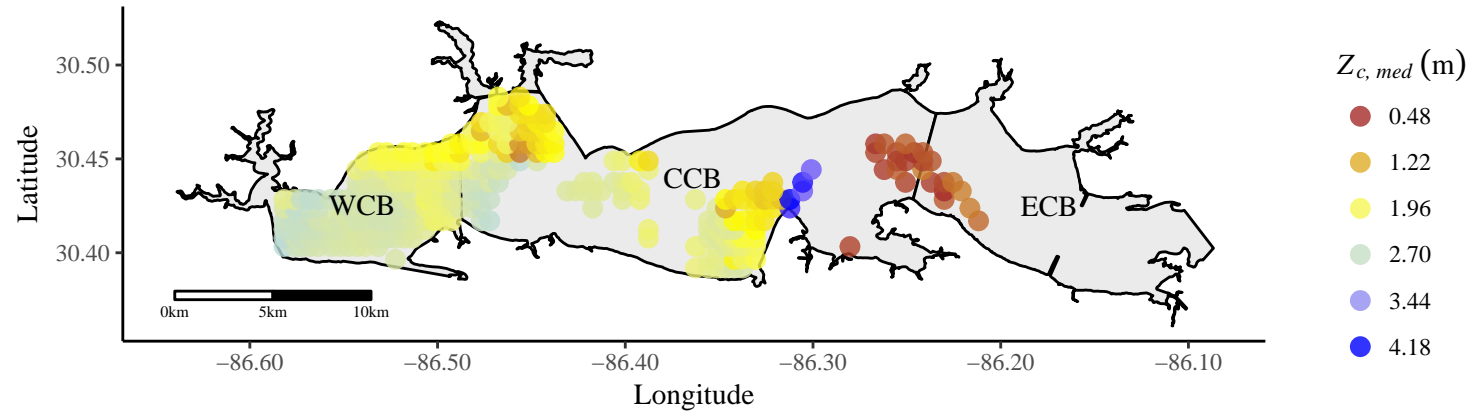 Latitude
30.50
30.45
30.40
WCB
CCB
ECB
0km 5km 10km
−86.60 −86.50 −86.40 −86.30 −86.20 −86.10
Longitude
Zc, med (m)
0.48
1.22
1.96
2.70
3.44
4.18